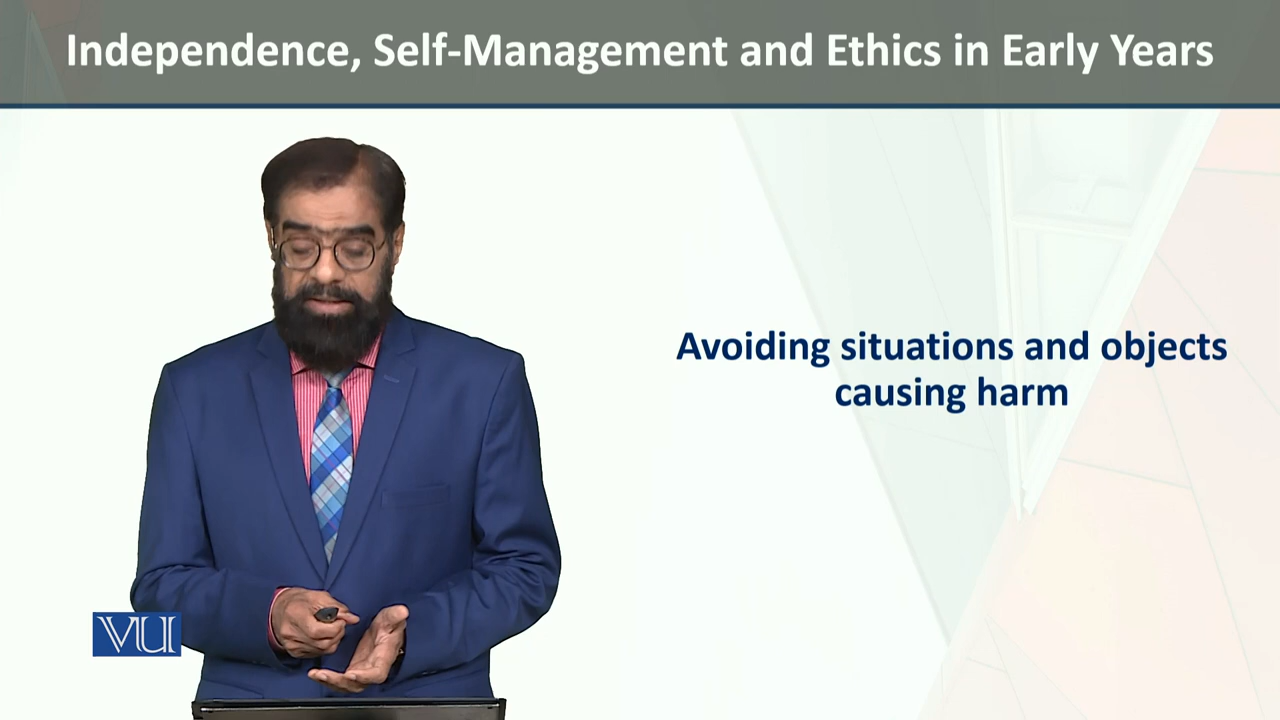 Independence, Self-Management and Ethics in Early Years
Avoiding situations and objects
causing harm
VU